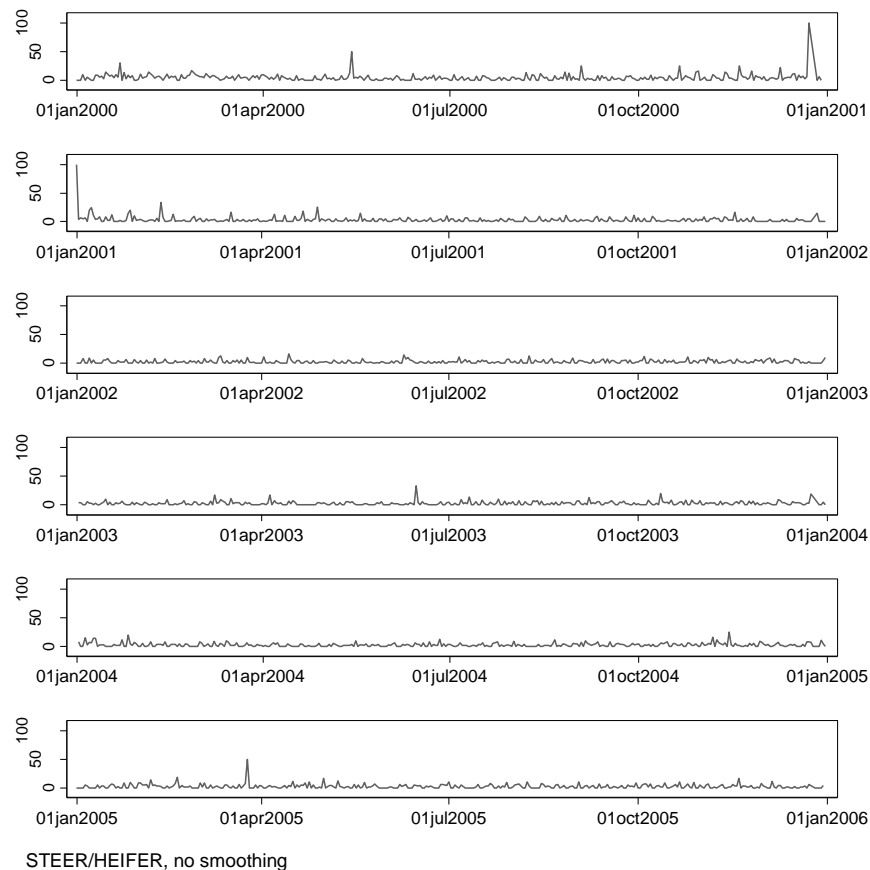 100
50
0
01jan2000 01apr2000 01jul2000 01oct2000 01jan2001
100
50
0
01jan2001 01apr2001 01jul2001 01oct2001 01jan2002
100
50
0
01jan2002 01apr2002 01jul2002 01oct2002 01jan2003
100
50
0
01jan2003 01apr2003 01jul2003 01oct2003 01jan2004
100
50
0
01jan2004 01apr2004 01jul2004 01oct2004 01jan2005
100
50
0
01jan2005 01apr2005 01jul2005 01oct2005 01jan2006
STEER/HEIFER, no smoothing